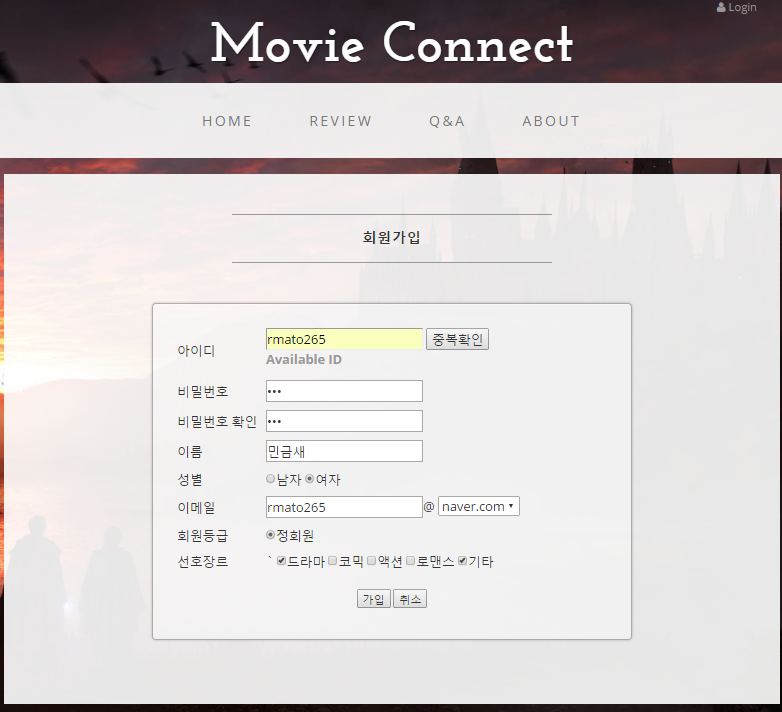 Login
Movie Connect
HOME REVIEW Q&A ABOUT
회원가입
아이디 rmato265 중복확인
Available ID
비밀번호 •••
비밀번호 확인 •••
이름 민금새
성별 남자 여자
이메일 rmato265 @ naver.com
회원등급 정회원
선호장르 ` 드라마 코믹 액션 로맨스 기타
가입 취소